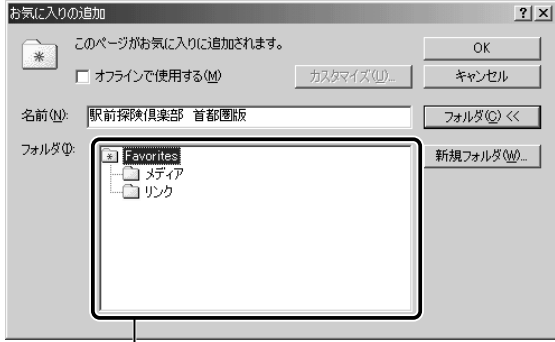 お気に入りの追加
このページがお気に入りに追加されます。
オフラインで使用する(M)
カスタマイズ(U)...
OK
キャンセル
名前(N):
駅前探険倶楽部 首都圏版
フォルダ(C) <<
フォルダ(I):
Favorites
メディア
リンク
新規フォルダ(W)...